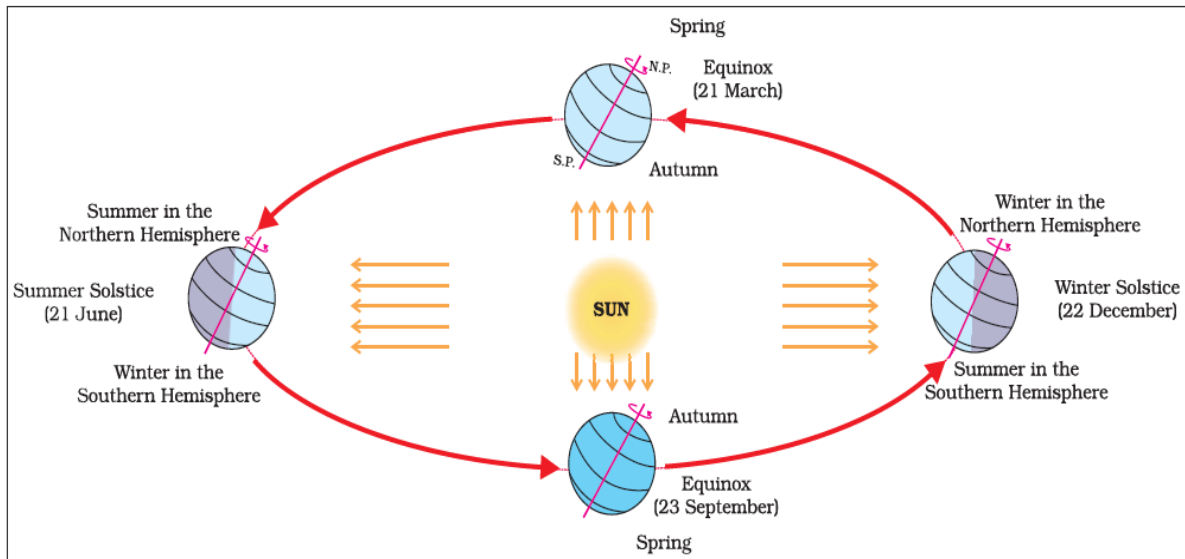 Spring
N.P.
Equinox
(21 March)
S.P.
Autumn
Summer in the
Northern Hemisphere
Summer Solstice
(21 June)
Winter in the
Southern Hemisphere
SUN
Winter in the
Northern Hemisphere
Winter Solstice
(22 December)
Summer in the
Southern Hemisphere
Autumn
Equinox
(23 September)
Spring